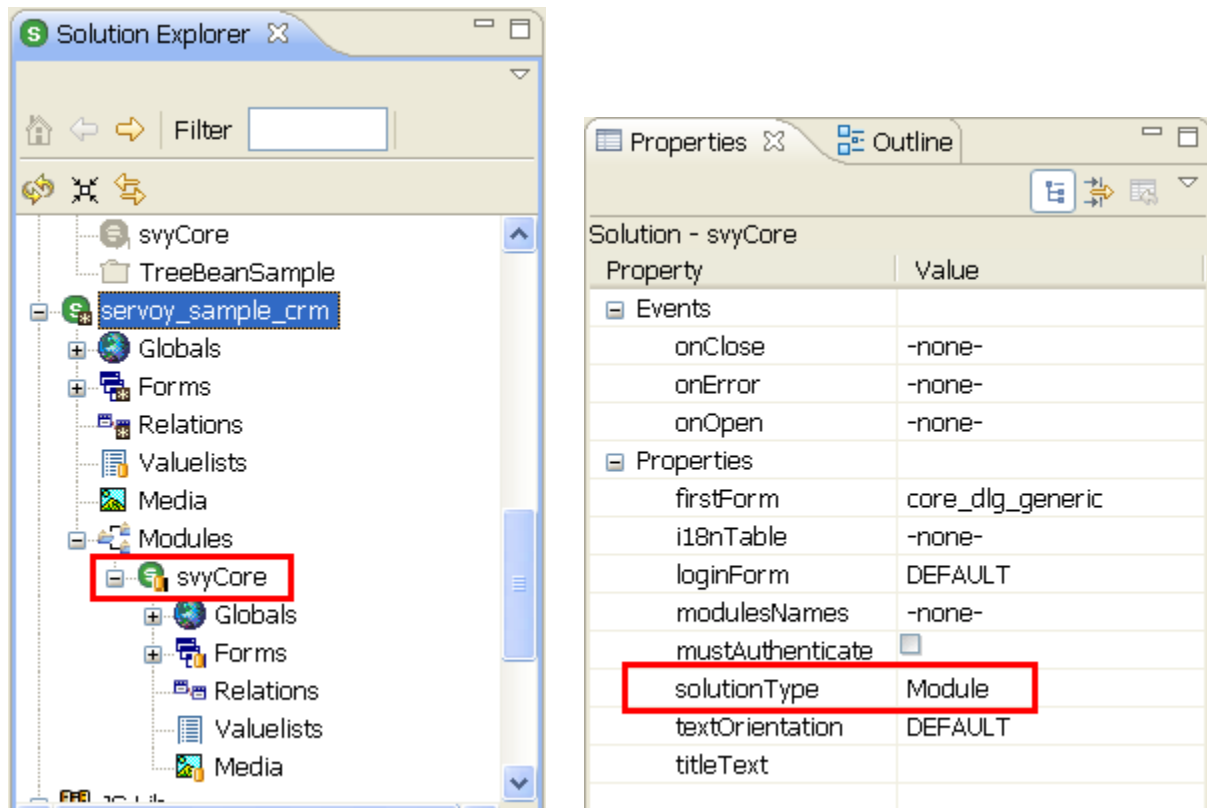 Solution Explorer
Filter
svyCore
TreeBeanSample
servoy_sample_crm
Globals
Forms
Relations
Valuelists
Media
Modules
svyCore
Globals
Forms
Relations
Valuelists
Media
Properties Outline
Solution - svyCore
Property Value
Events
onClose -none-
onError -none-
onOpen -none-
Properties
firstForm core_dlg_generic
i18nTable -none-
loginForm DEFAULT
modulesNames -none-
mustAuthenticate
solutionType Module
textOrientation DEFAULT
titleText